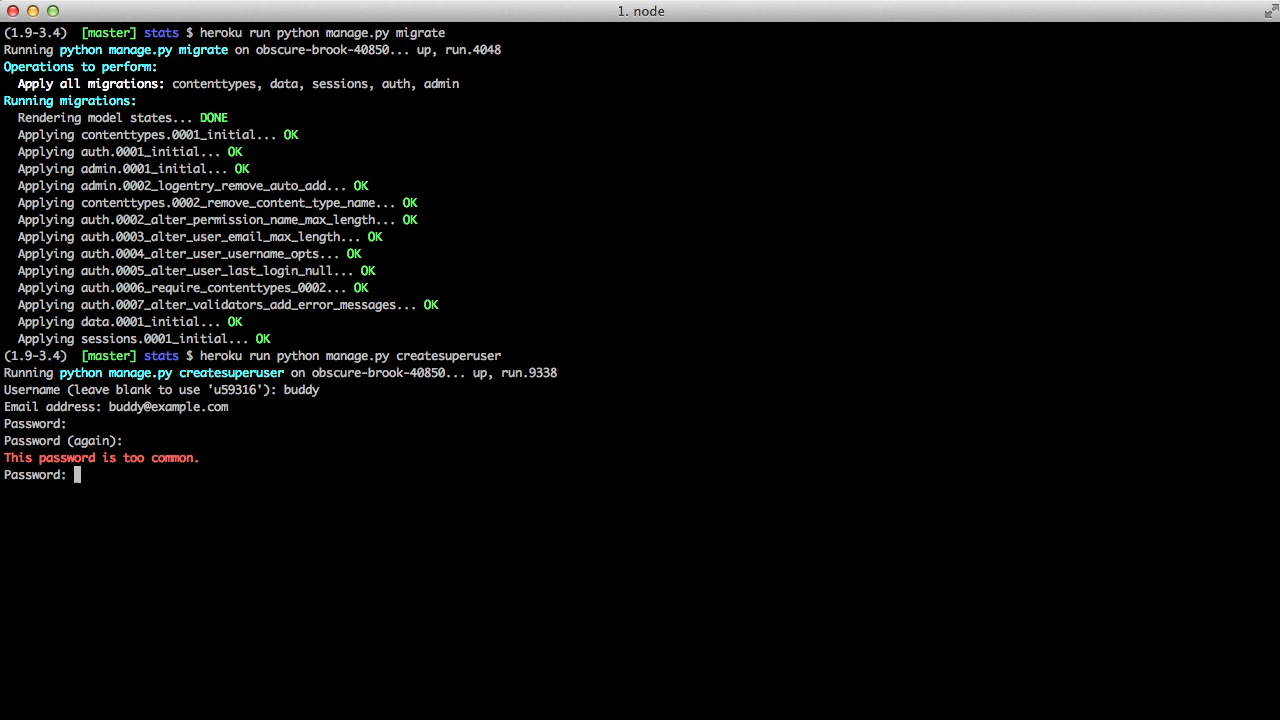 1. node
(1.9-3.4)  [master] stats $ heroku run python manage.py migrate
Running python manage.py migrate on obscure-brook-40850... up, run.4048
Operations to perform:
  Apply all migrations: contenttypes, data, sessions, auth, admin
Running migrations:
  Rendering model states... DONE
  Applying contenttypes.0001_initial... OK
  Applying auth.0001_initial... OK
  Applying admin.0001_initial... OK
  Applying admin.0002_logentry_remove_auto_add... OK
  Applying contenttypes.0002_remove_content_type_name... OK
  Applying auth.0002_alter_permission_name_max_length... OK
  Applying auth.0003_alter_user_email_max_length... OK
  Applying auth.0004_alter_user_username_opts... OK
  Applying auth.0005_alter_user_last_login_null... OK
  Applying auth.0006_require_contenttypes_0002... OK
  Applying auth.0007_alter_validators_add_error_messages... OK
  Applying data.0001_initial... OK
  Applying sessions.0001_initial... OK
(1.9-3.4)  [master] stats $ heroku run python manage.py createsuperuser
Running python manage.py createsuperuser on obscure-brook-40850... up, run.9338
Username (leave blank to use 'u59316'): buddy
Email address: buddy@example.com
Password:
Password (again):
This password is too common.
Password: